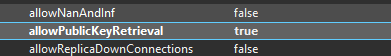 allowNanAndInf false
allowPublicKeyRetrieval true
allowReplicaDownConnections false